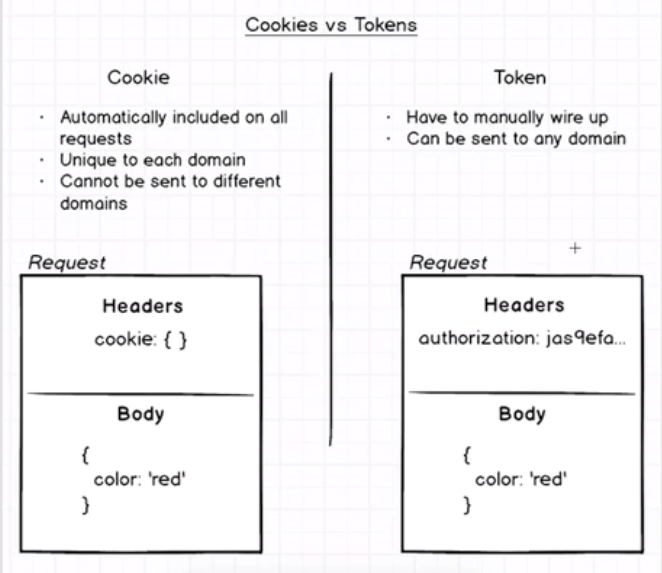 Cookies vs Tokens
Cookie
· Automatically included on all
requests
· Unique to each domain
· Cannot be sent to different
domains
Request
Headers
cookie: { }
Body
{
color: 'red'
}
Token
· Have to manually wire up
· Can be sent to any domain
Request
Headers
authorization: jas9efa...
Body
{
color: 'red'
}